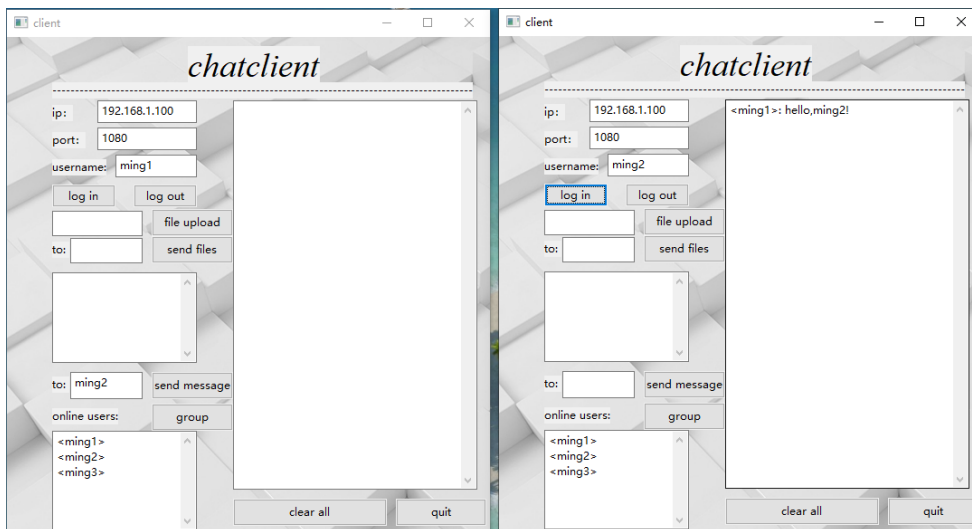 client
chatclient
ip: 192.168.1.100
port: 1080
username: ming1
log in log out
file upload
to: send files
to: ming2 send message
online users: group
<ming1>
<ming2>
<ming3>
clear all quit
client
chatclient
ip: 192.168.1.100
<ming1>: hello,ming2!
port: 1080
username: ming2
log in log out
file upload
to: send files
to: send message
online users: group
<ming1>
<ming2>
<ming3>
clear all quit